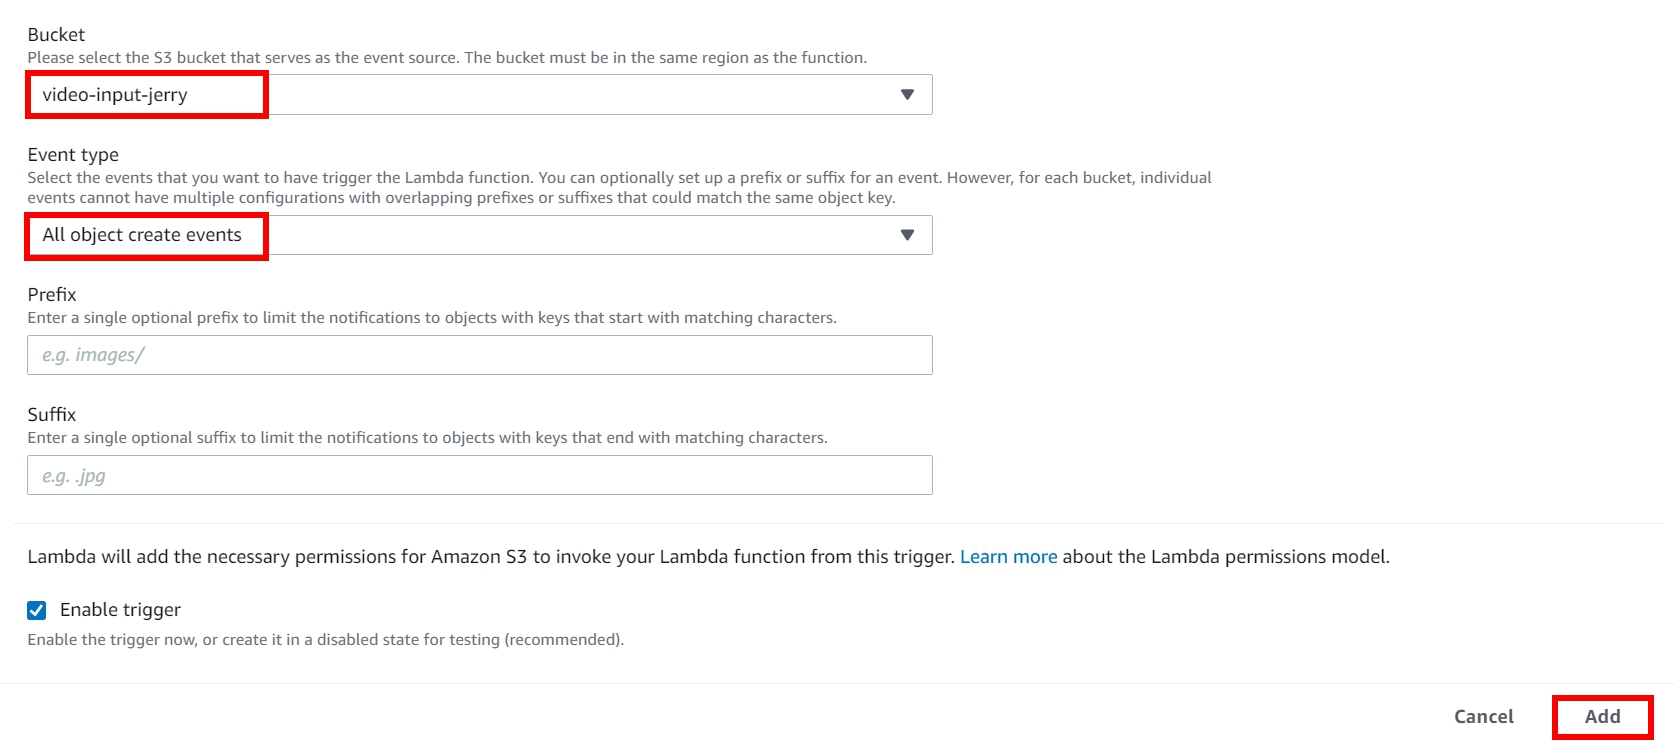 Bucket
Please select the S3 bucket that serves as the event source. The bucket must be in the same region as the function.
video-input-jerry
Event type
Select the events that you want to have trigger the Lambda function. You can optionally set up a prefix or suffix for an event. However, for each bucket, individual
events cannot have multiple configurations with overlapping prefixes or suffixes that could match the same object key.
All object create events
Prefix
Enter a single optional prefix to limit the notifications to objects with keys that start with matching characters.
e.g. images/
Suffix
Enter a single optional suffix to limit the notifications to objects with keys that end with matching characters.
e.g. .jpg
Lambda will add the necessary permissions for Amazon S3 to invoke your Lambda function from this trigger. Learn more about the Lambda permissions model.
Enable trigger
Enable the trigger now, or create it in a disabled state for testing (recommended).
Cancel Add